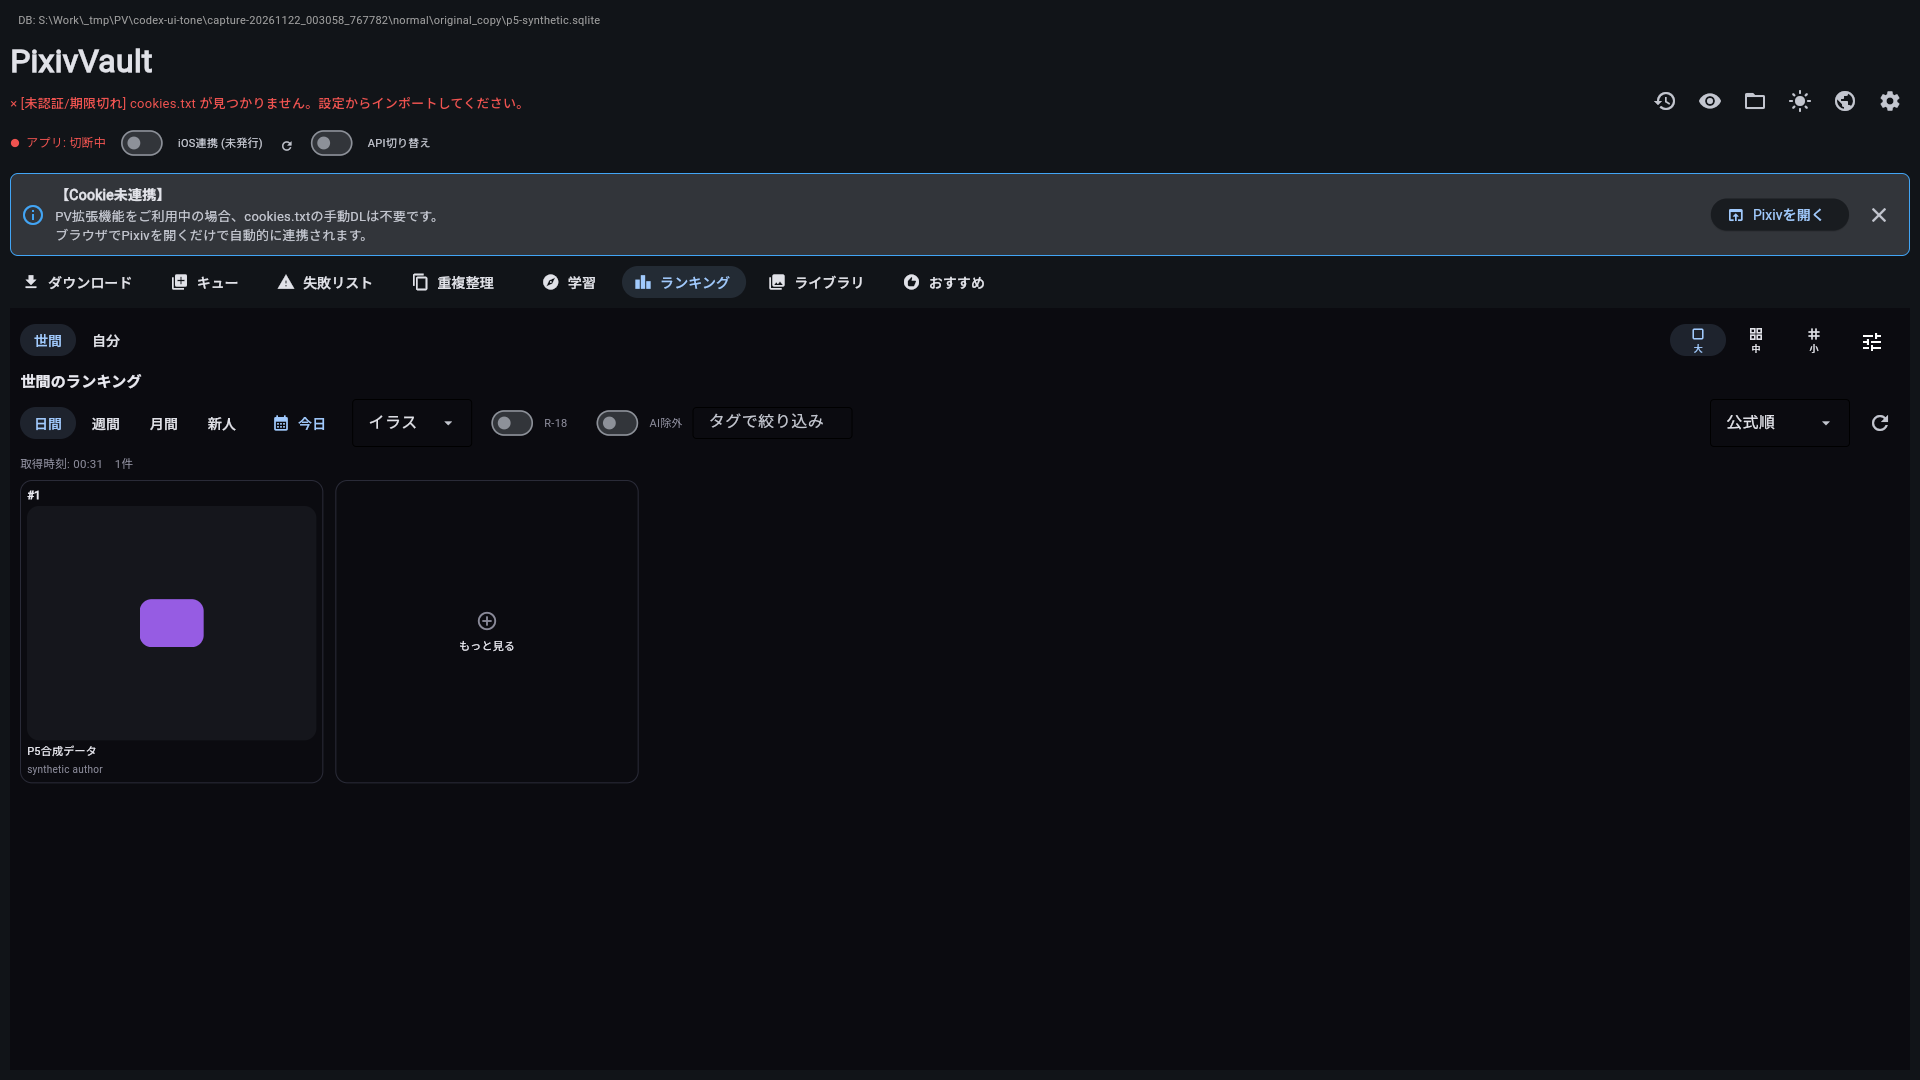 DB: S:\Work\_tmp\PV\codex-ui-tone\capture-20261122_003058_767782\normal\original_copy\p5-synthetic.sqlite
PixivVault
× [未認証/期限切れ] cookies.txt が見つかりません。設定からインポートしてください。
アプリ: 切断中 iOS連携 (未発行) API切り替え
【Cookie未連携】
PV拡張機能をご利用中の場合、cookies.txtの手動DLは不要です。
ブラウザでPixivを開くだけで自動的に連携されます。
Pixivを開く
ダウンロード キュー 失敗リスト 重複整理 学習 ランキング ライブラリ おすすめ
世間 自分 大 中 小
世間のランキング
日間 週間 月間 新人 今日 イラス R-18 AI除外 タグで絞り込み 公式順
取得時刻: 00:31 1件
#1
もっと見る
P5合成データ
synthetic author